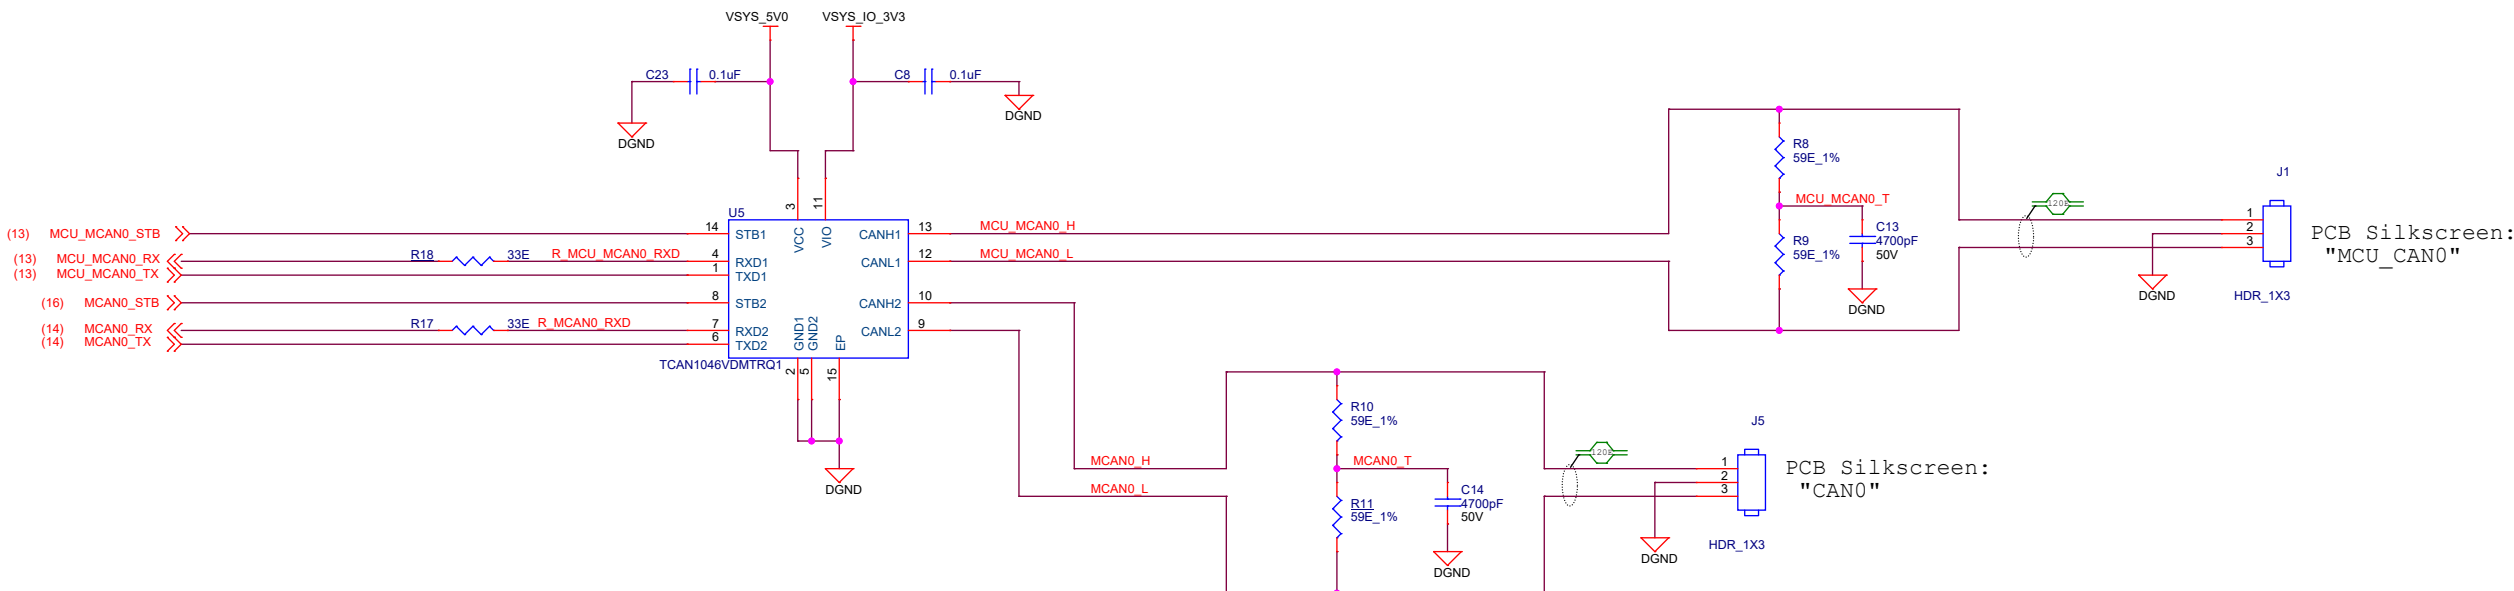 VSYS_5V0
VSYS_IO_3V3
C23
0.1uF
C8
0.1uF
DGND
DGND
U5
3
11
VCC
VIO
(13) MCU_MCAN0_STB
14
STB1
(13) MCU_MCAN0_RX
R18
33E
R_MCU_MCAN0_RXD
4
RXD1
(13) MCU_MCAN0_TX
1
TXD1
(16) MCAN0_STB
8
STB2
(14) MCAN0_RX
R17
33E
R_MCAN0_RXD
7
RXD2
(14) MCAN0_TX
6
TXD2
CANH1
13
MCU_MCAN0_H
CANL1
12
MCU_MCAN0_L
CANH2
10
CANL2
9
GND1
GND2
EP
TCAN1046VDMTRQ1
2
5
15
DGND
R8
59E_1%
MCU_MCAN0_T
R9
59E_1%
C13
4700pF
50V
DGND
120E
J1
1
2
3
DGND
HDR_1X3
PCB Silkscreen:
"MCU_CAN0"
MCAN0_H
MCAN0_L
R10
59E_1%
MCAN0_T
R11
59E_1%
C14
4700pF
50V
DGND
120E
J5
1
2
3
DGND
HDR_1X3
PCB Silkscreen:
"CAN0"